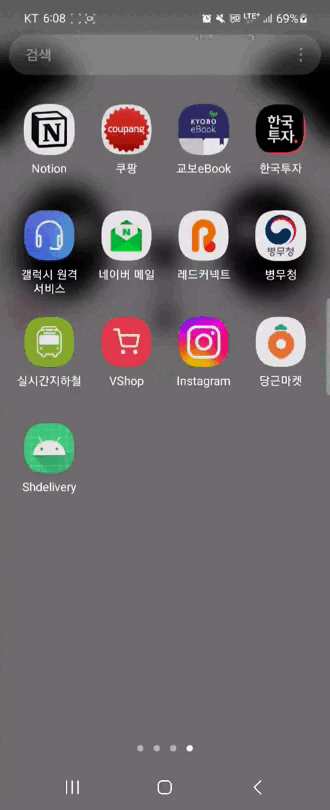 KT 6:08
LTE+ 69%
검색
N
coupang
KYOBO
eBook
한국
투자.
Notion
쿠팡
교보eBook
한국투자
N
병무청
갤럭시 원격
서비스
네이버 메일
레드커넥트
병무청
실시간지하철
VShop
Instagram
당근마켓
Shdelivery